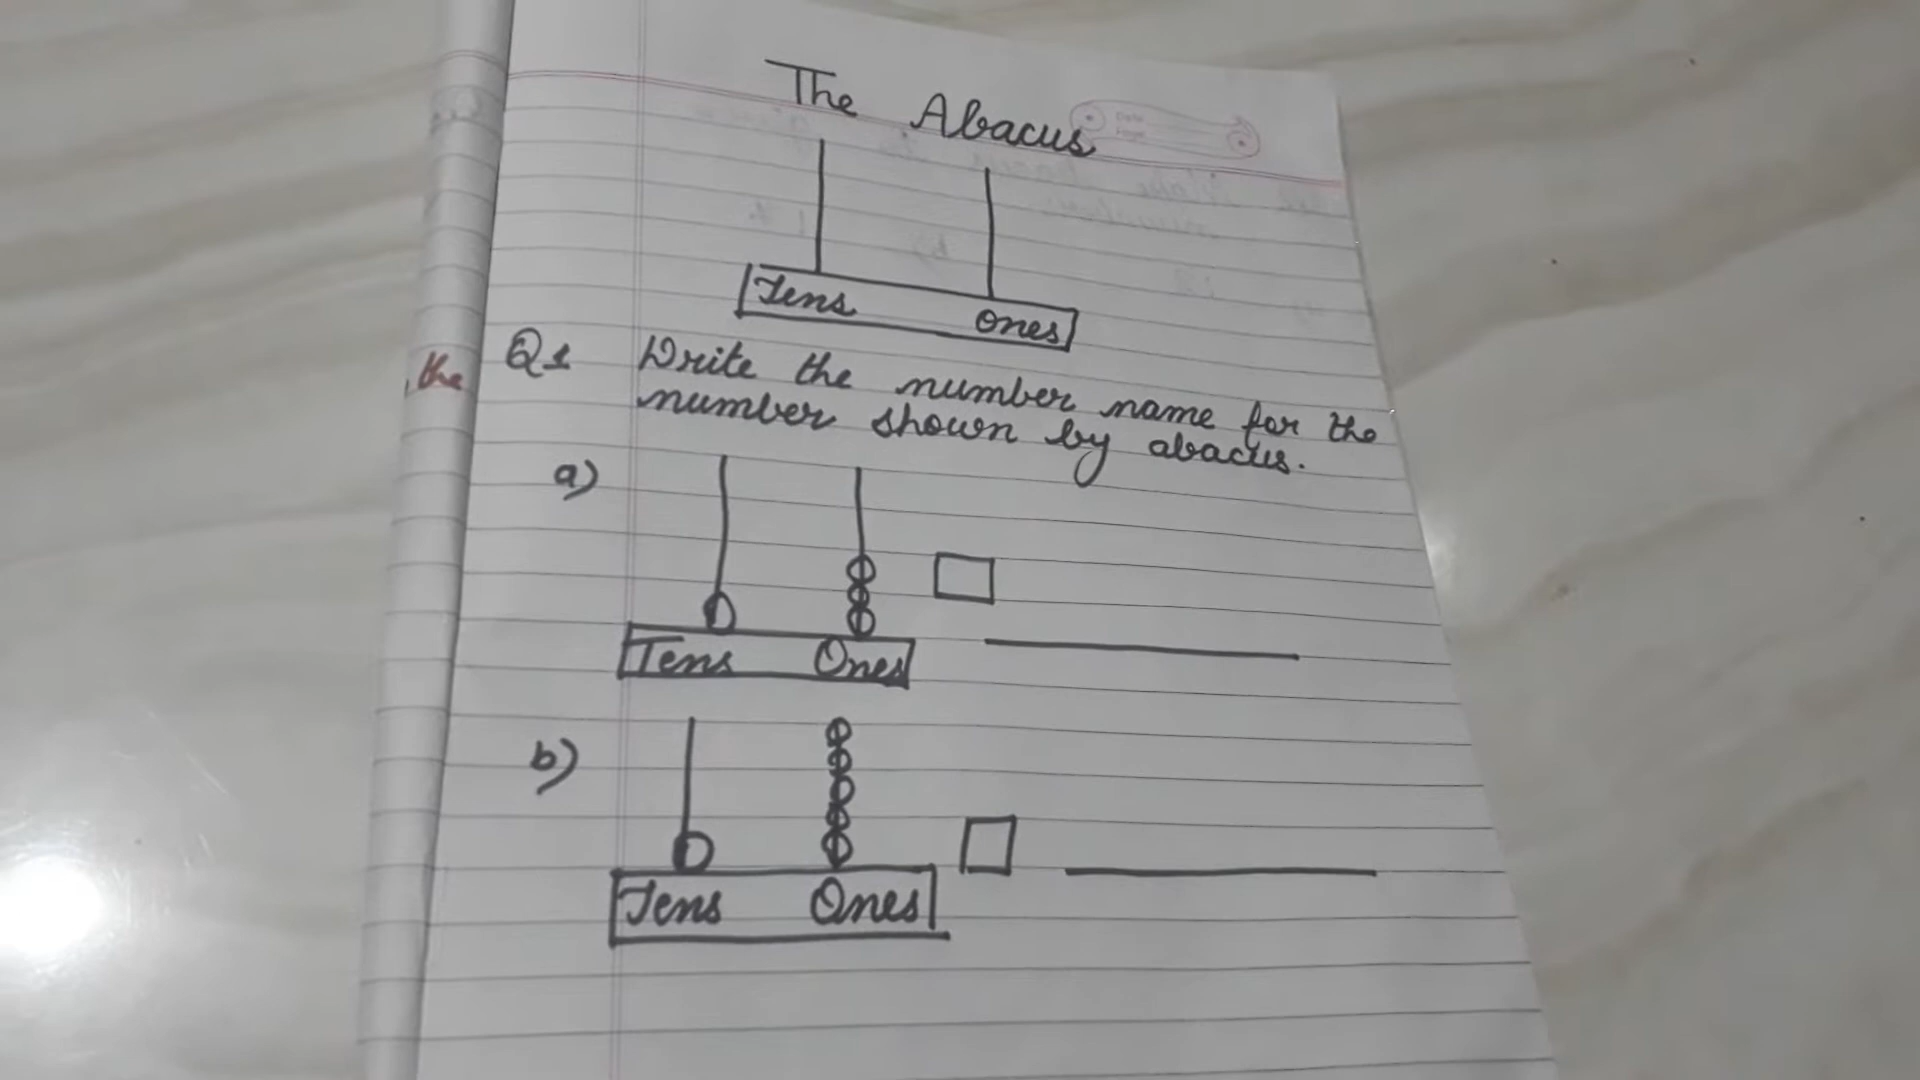 The Abacus
Tens Ones
Q1 Write the number name for the
number shown by abacus.
the
a)
Tens Ones
b)
Tens Ones